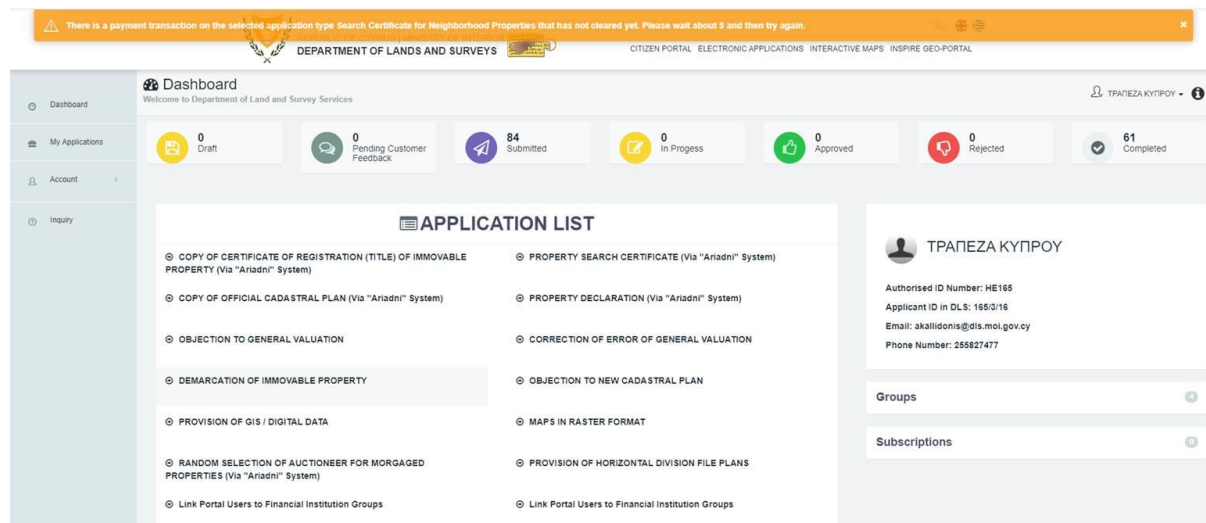 There is a payment transaction on the selected application type Search Certificate for Neighborhood Properties that has not cleared yet. Please wait about 5 and then try again.
×
REPUBLIC OF CYPRUS | MINISTRY OF INTERIOR
DEPARTMENT OF LANDS AND SURVEYS
CITIZEN PORTAL ELECTRONIC APPLICATIONS INTERACTIVE MAPS INSPIRE GEO-PORTAL
Dashboard
My Applications
Account >
Inquiry
Dashboard
Welcome to Department of Land and Survey Services
ΤΡΑΠΕΖΑ ΚΥΠΡΟΥ
0
Draft
0
Pending Customer
Feedback
84
Submitted
0
In Progess
0
Approved
0
Rejected
61
Completed
APPLICATION LIST
COPY OF CERTIFICATE OF REGISTRATION (TITLE) OF IMMOVABLE
PROPERTY (Via "Ariadni" System)
PROPERTY SEARCH CERTIFICATE (Via "Ariadni" System)
COPY OF OFFICIAL CADASTRAL PLAN (Via "Ariadni" System)
PROPERTY DECLARATION (Via "Ariadni" System)
OBJECTION TO GENERAL VALUATION
CORRECTION OF ERROR OF GENERAL VALUATION
DEMARCATION OF IMMOVABLE PROPERTY
OBJECTION TO NEW CADASTRAL PLAN
PROVISION OF GIS / DIGITAL DATA
MAPS IN RASTER FORMAT
RANDOM SELECTION OF AUCTIONEER FOR MORGAGED
PROPERTIES (Via "Ariadni" System)
PROVISION OF HORIZONTAL DIVISION FILE PLANS
Link Portal Users to Financial Institution Groups
Link Portal Users to Financial Institution Groups
ΤΡΑΠΕΖΑ ΚΥΠΡΟΥ
Authorised ID Number: HE165
Applicant ID in DLS: 165/3/16
Email: akallidonis@dls.moi.gov.cy
Phone Number: 255827477
Groups
4
Subscriptions